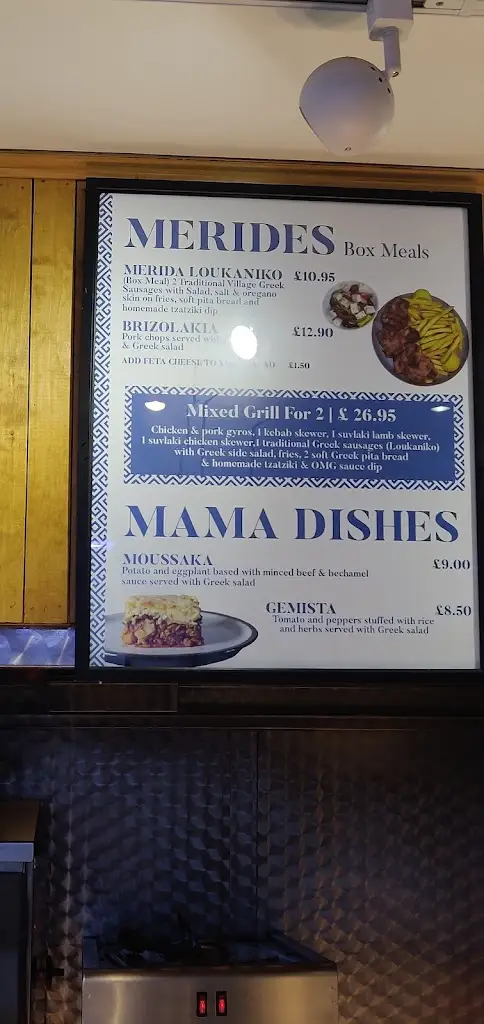 MERIDES Box Meals
MERIDA LOUKANIKO £10.95
(Box Meal) 2 Traditional Village Greek
Sausages with Salad, salt & oregano
skin on fries, soft pita bread and
homemade tzatziki dip
BRIZOLAKIA £12.90
Pork chops served with
& Greek salad
ADD FETA CHEESE TO £1.50
Mixed Grill For 2 | £ 26.95
Chicken & pork gyros, 1 kebab skewer, 1 suvlaki lamb skewer,
1 suvlaki chicken skewer,1 traditional Greek sausages (Loukaniko)
with Greek side salad, fries, 2 soft Greek pita bread
& homemade tzatziki & OMG sauce dip
MAMA DISHES
MOUSSAKA £9.00
Potato and eggplant based with minced beef & bechamel
sauce served with Greek salad
GEMISTA £8.50
Tomato and peppers stuffed with rice
and herbs served with Greek salad